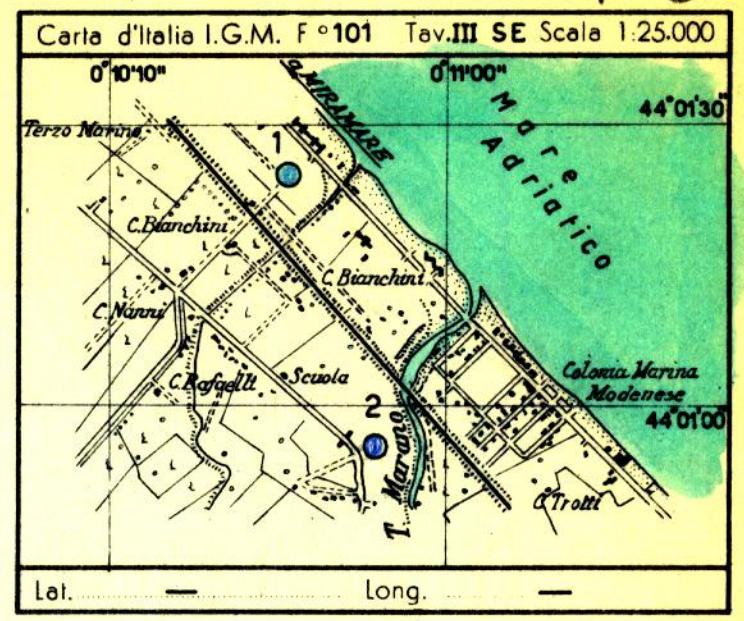 Carta d'Italia I.G.M. F° 101 Tav. III SE Scala 1:25.000
0°10'10" 0°11'00"
a MIRAMARE
Mare Adriatico
44°01'30"
Terzo Marino
1
C. Bianchini
C. Bianchini
C. Nanni
C. Rafaelli
Scuola
Colonia Marina
Modenese
2
44°01'00"
T. Marano
C. Trotti
Lat. — Long. —